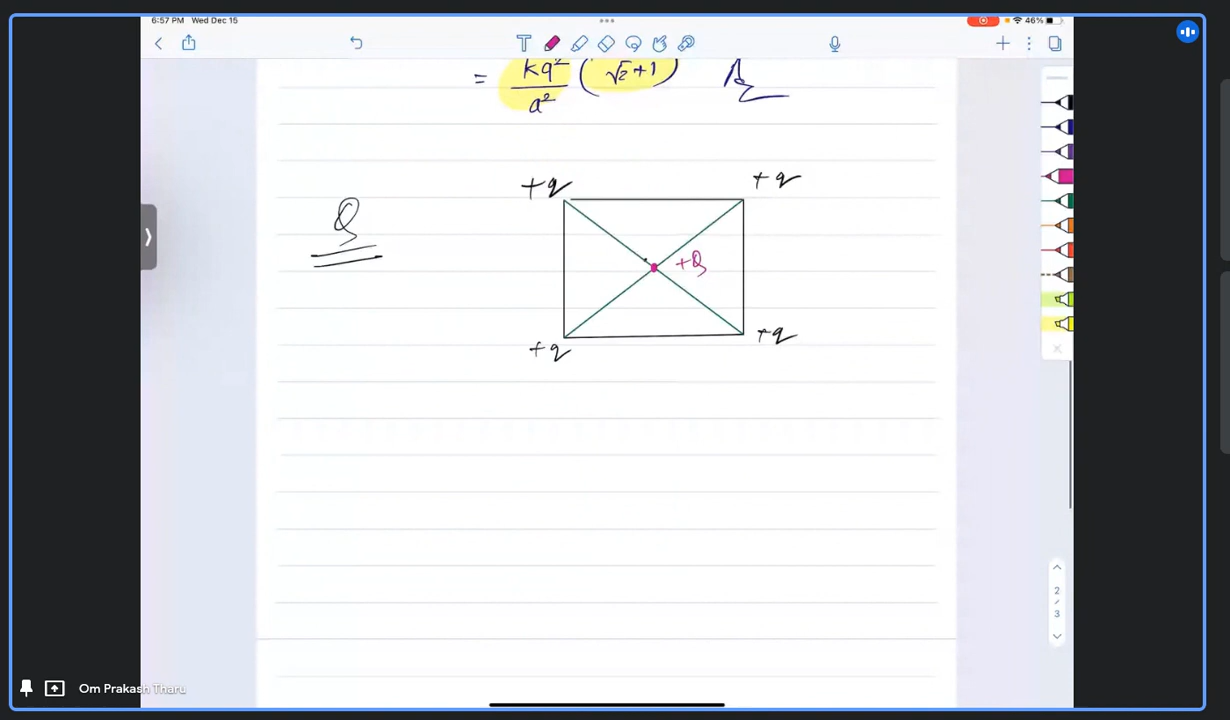 6:57 PM Wed Dec 15
46%
T
= kq² / a² (√2+1)
+q +q
Q
+Q
+q +q
2
/
3
Om Prakash Tharu